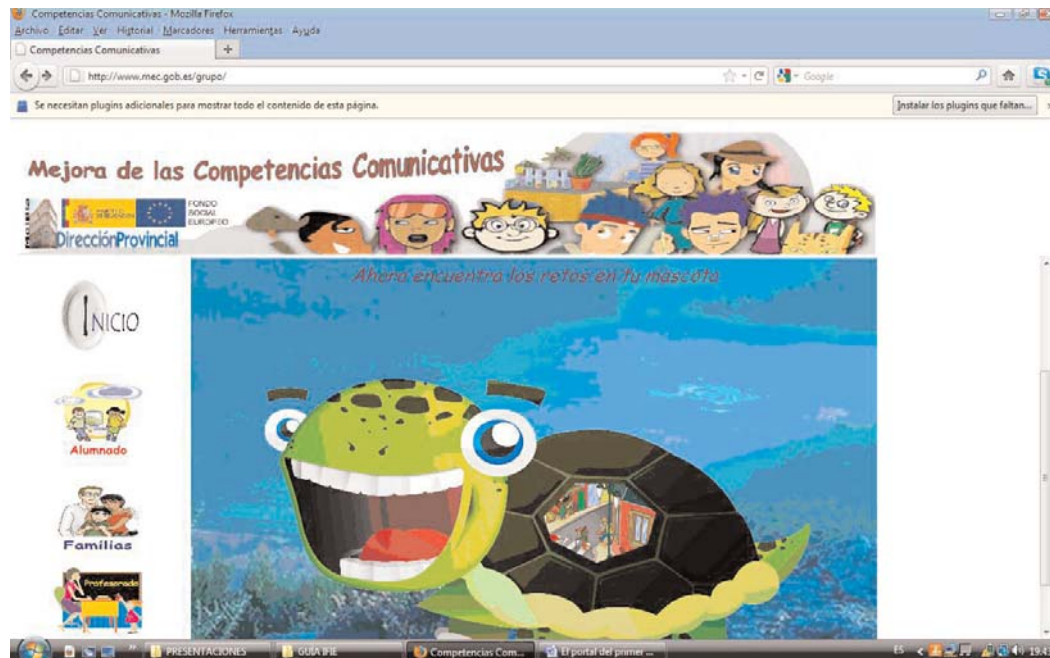 Competencias Comunicativas - Mozilla Firefox
Archivo Editar Ver Historial Marcadores Herramientas Ayuda
Competencias Comunicativas +
http://www.mec.gob.es/grupo/
Google
Se necesitan plugins adicionales para mostrar todo el contenido de esta página.
Instalar los plugins que faltan...
Mejora de las Competencias Comunicativas
FONDO
SOCIAL
EUROPEO
DirecciónProvincial
Ahora encuentra los retos en tu mascota
INICIO
Alumnado
Familias
Profesorado
PRESENTACIONES
GUÍA IFIE
Competencias Com...
El portal del primer ...
ES